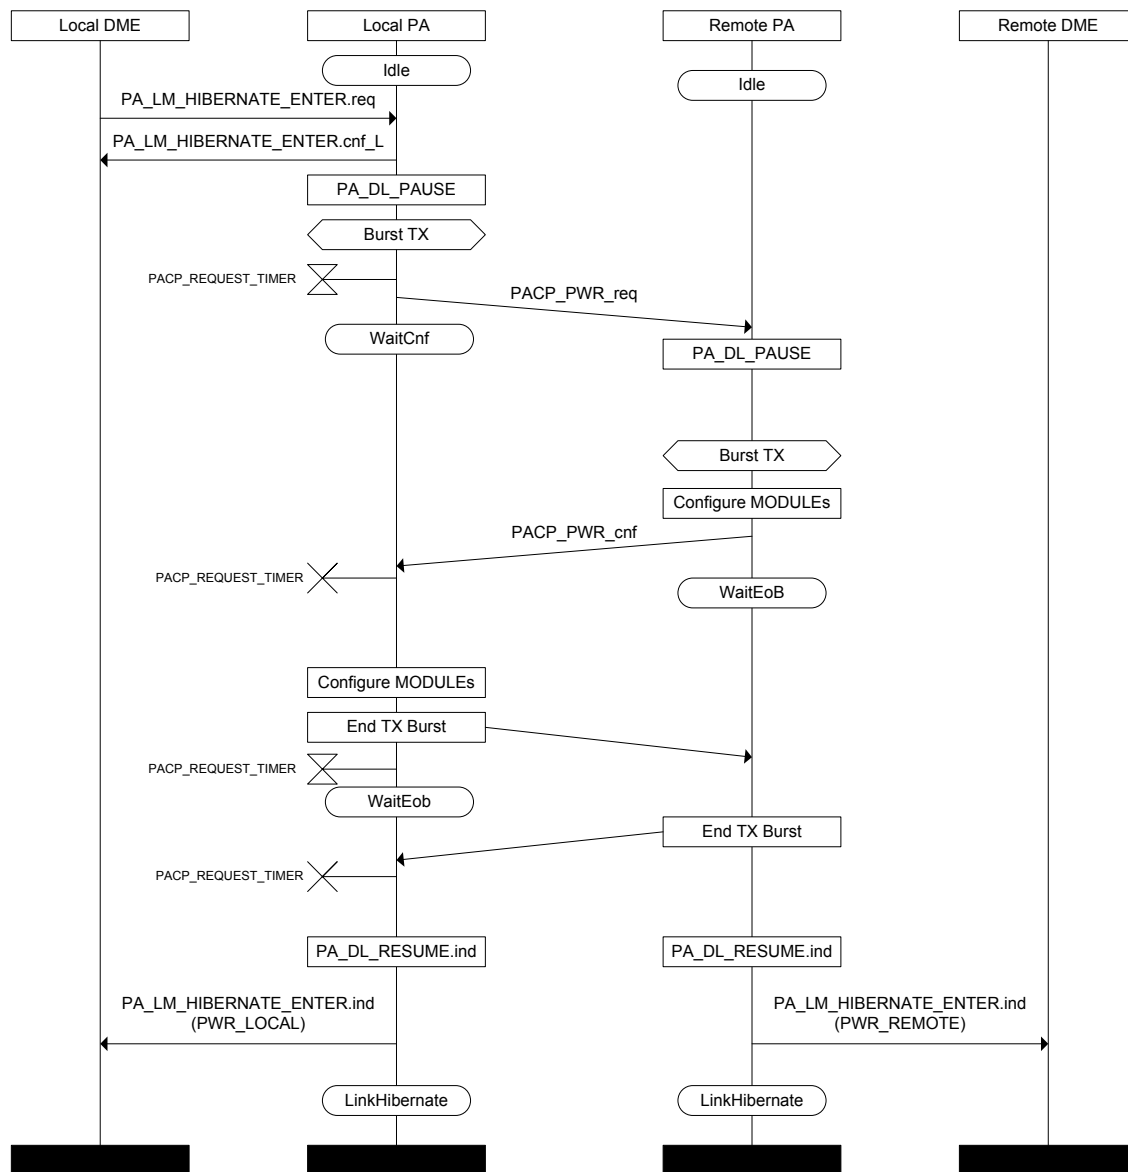 Local DME
Local PA
Remote PA
Remote DME
Idle
Idle
PA_LM_HIBERNATE_ENTER.req
PA_LM_HIBERNATE_ENTER.cnf_L
PA_DL_PAUSE
Burst TX
PACP_REQUEST_TIMER
PACP_PWR_req
WaitCnf
PA_DL_PAUSE
Burst TX
Configure MODULEs
PACP_PWR_cnf
PACP_REQUEST_TIMER
WaitEoB
Configure MODULEs
End TX Burst
PACP_REQUEST_TIMER
WaitEob
End TX Burst
PACP_REQUEST_TIMER
PA_DL_RESUME.ind
PA_DL_RESUME.ind
PA_LM_HIBERNATE_ENTER.ind
(PWR_LOCAL)
PA_LM_HIBERNATE_ENTER.ind
(PWR_REMOTE)
LinkHibernate
LinkHibernate